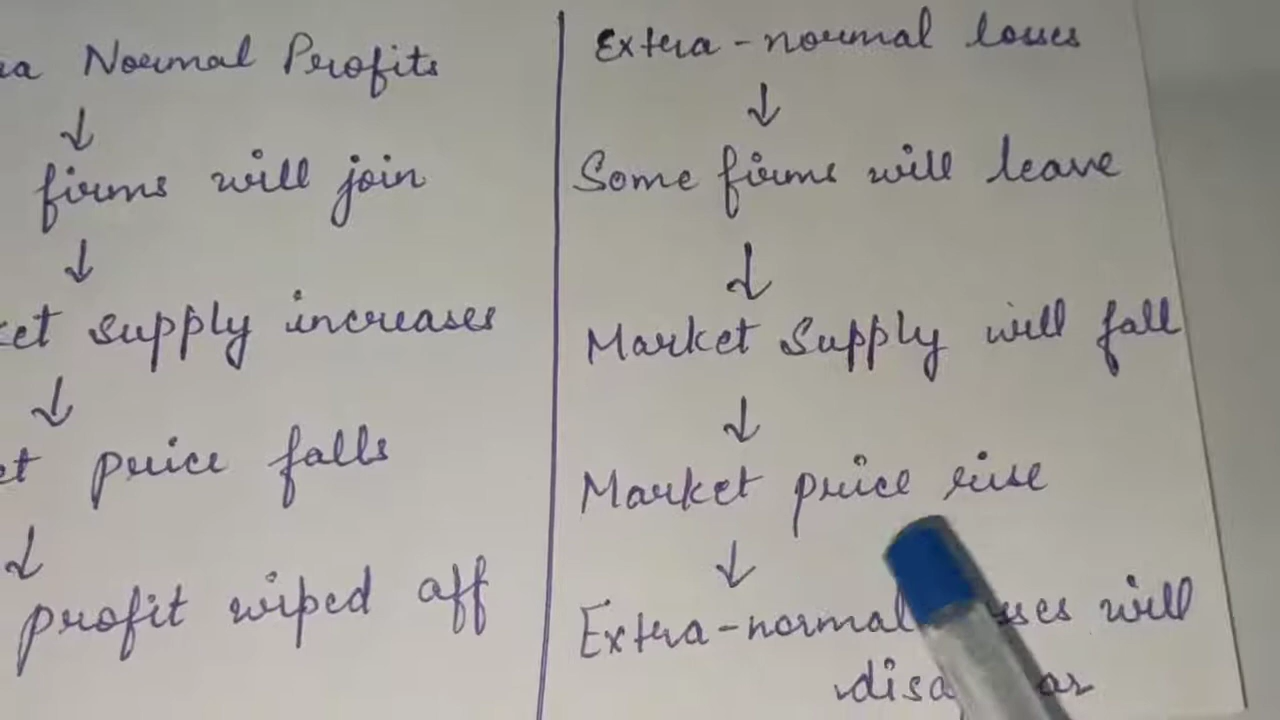 Normal Profits
firms will join
supply increases
price falls
profit wiped off
Extra-normal losses
Some firms will leave
Market Supply will fall
Market price rise
Extra-normal will